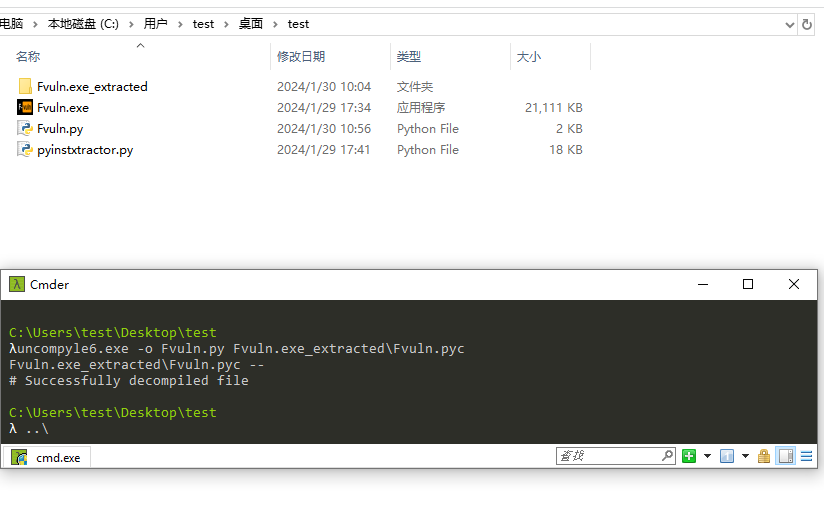 电脑 › 本地磁盘 (C:) › 用户 › test › 桌面 › test
名称 修改日期 类型 大小
Fvuln.exe_extracted 2024/1/30 10:04 文件夹
Fvuln.exe 2024/1/29 17:34 应用程序 21,111 KB
Fvuln.py 2024/1/30 10:56 Python File 2 KB
pyinstxtractor.py 2024/1/29 17:41 Python File 18 KB
λ Cmder
C:\Users\test\Desktop\test
λuncompyle6.exe -o Fvuln.py Fvuln.exe_extracted\Fvuln.pyc
Fvuln.exe_extracted\Fvuln.pyc --
# Successfully decompiled file
C:\Users\test\Desktop\test
λ ..\
cmd.exe 查找